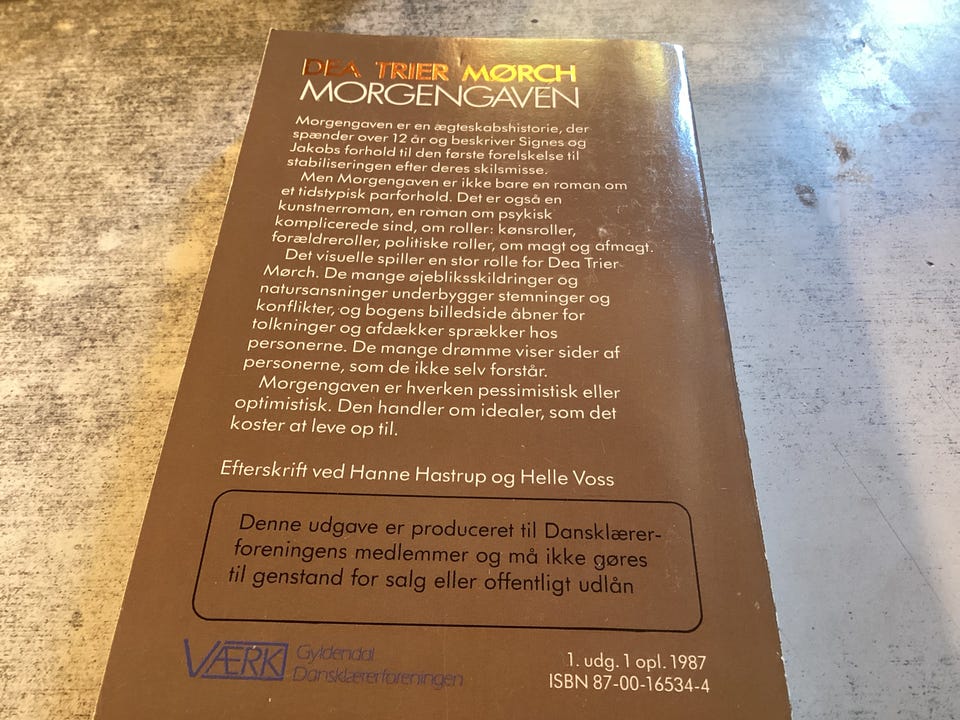 DEA TRIER MØRCH
MORGENGAVEN
Morgengaven er en ægteskabshistorie, der
spænder over 12 år og beskriver Signes og
Jakobs forhold til den første forelskelse til
stabiliseringen efter deres skilsmisse.
Men Morgengaven er ikke bare en roman om
et tidstypisk parforhold. Det er også en
kunstnerroman, en roman om psykisk
komplicerede sind, om roller: kønsroller,
forældreroller, politiske roller, om magt og afmagt.
Det visuelle spiller en stor rolle for Dea Trier
Mørch. De mange øjebliksskildringer og
natursansninger underbygger stemninger og
konflikter, og bogens billedside åbner for
tolkninger og afdækker sprækker hos
personerne. De mange drømme viser sider af
personerne, som de ikke selv forstår.
Morgengaven er hverken pessimistisk eller
optimistisk. Den handler om idealer, som det
koster at leve op til.
Efterskrift ved Hanne Hastrup og Helle Voss
Denne udgave er produceret til Dansklærer-
foreningens medlemmer og må ikke gøres
til genstand for salg eller offentligt udlån
VÆRK Gyldendal
Dansklærerforeningen
1. udg. 1 opl. 1987
ISBN 87-00-16534-4